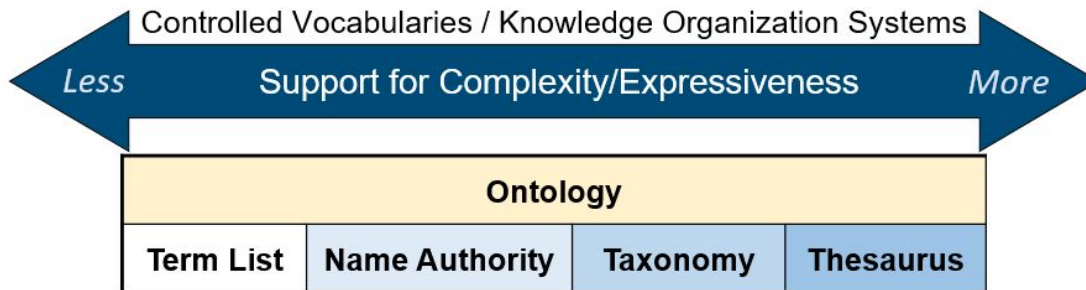 Controlled Vocabularies / Knowledge Organization Systems
Less Support for Complexity/Expressiveness More
Ontology
Term List Name Authority Taxonomy Thesaurus